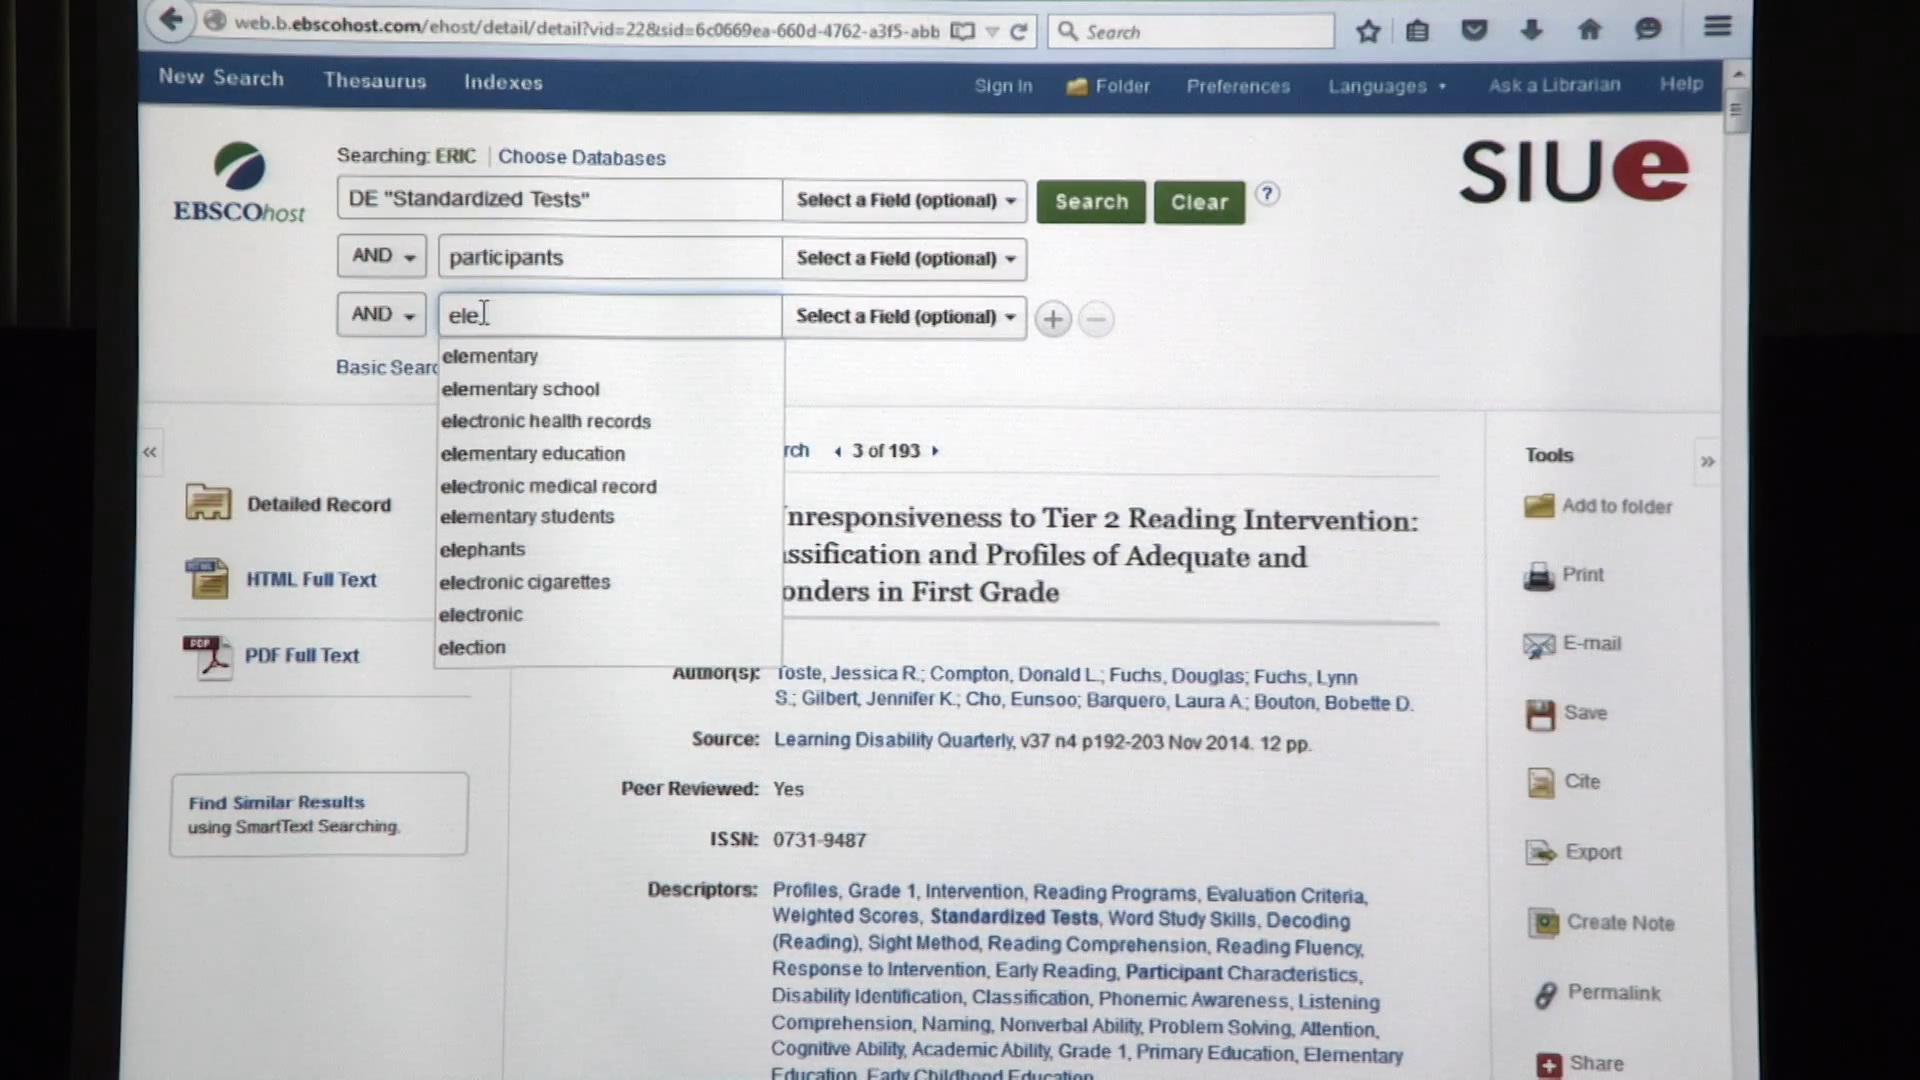 web.b.ebscohost.com/ehost/detail/detail?vid=22&sid=6c0669ea-660d-4762-a3f5-abb
Search
New Search Thesaurus Indexes
Sign In Folder Preferences Languages Ask a Librarian Help
EBSCOhost
Searching: ERIC | Choose Databases
SIUe
DE "Standardized Tests" Select a Field (optional) Search Clear ?
AND participants Select a Field (optional)
AND ele Select a Field (optional)
Basic Sear
elementary
elementary school
electronic health records
elementary education
electronic medical record
elementary students
elephants
electronic cigarettes
electronic
election
Detailed Record
HTML Full Text
PDF Full Text
Find Similar Results
using SmartText Searching.
rch 3 of 193
nresponsiveness to Tier 2 Reading Intervention:
ssification and Profiles of Adequate and
onders in First Grade
Author(s): Toste, Jessica R.; Compton, Donald L.; Fuchs, Douglas; Fuchs, Lynn
S.; Gilbert, Jennifer K.; Cho, Eunsoo; Barquero, Laura A.; Bouton, Bobette D.
Source: Learning Disability Quarterly, v37 n4 p192-203 Nov 2014. 12 pp.
Peer Reviewed: Yes
ISSN: 0731-9487
Descriptors: Profiles, Grade 1, Intervention, Reading Programs, Evaluation Criteria,
Weighted Scores, Standardized Tests, Word Study Skills, Decoding
(Reading), Sight Method, Reading Comprehension, Reading Fluency,
Response to Intervention, Early Reading, Participant Characteristics,
Disability Identification, Classification, Phonemic Awareness, Listening
Comprehension, Naming, Nonverbal Ability, Problem Solving, Attention,
Cognitive Ability, Academic Ability, Grade 1, Primary Education, Elementary
Education, Early Childhood Education
Tools
Add to folder
Print
E-mail
Save
Cite
Export
Create Note
Permalink
Share